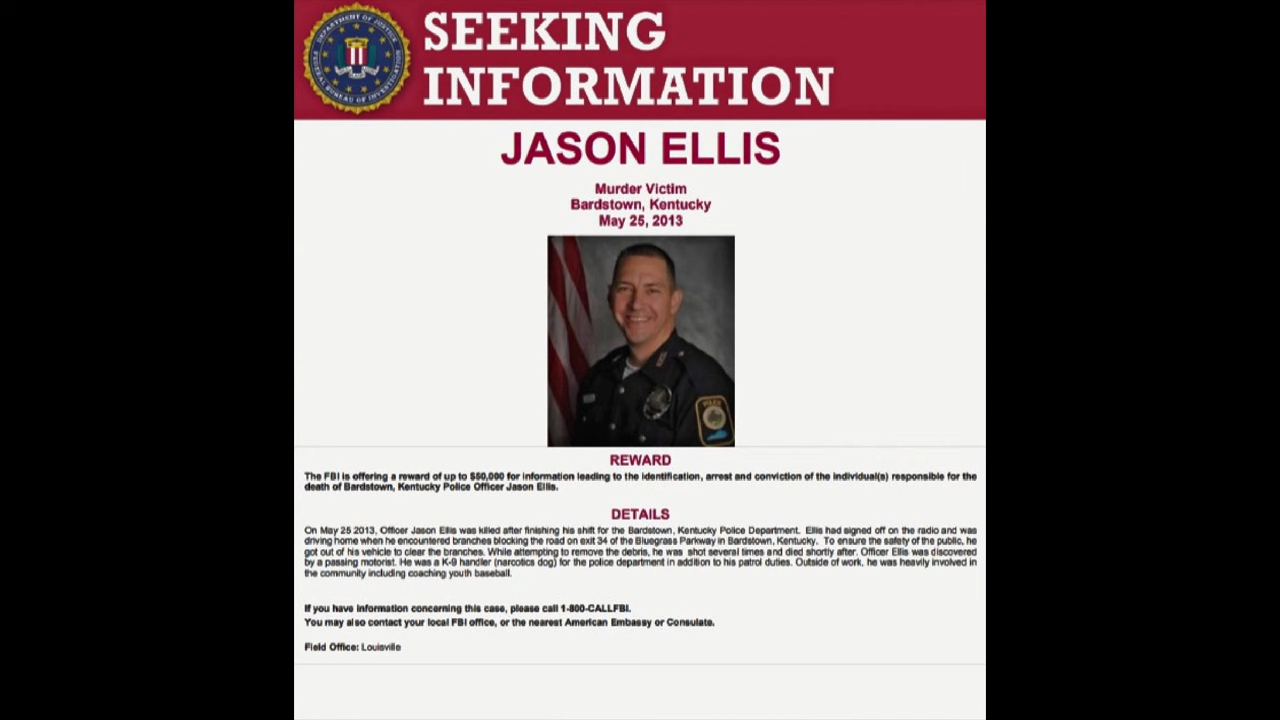 SEEKING
INFORMATION
JASON ELLIS
Murder Victim
Bardstown, Kentucky
May 25, 2013
REWARD
The FBI is offering a reward of up to $50,000 for information leading to the identification, arrest and conviction of the individual(s) responsible for the
death of Bardstown, Kentucky Police Officer Jason Ellis.
DETAILS
On May 25 2013, Officer Jason Ellis was killed after finishing his shift for the Bardstown, Kentucky Police Department. Ellis had signed off on the radio and was
driving home when he encountered branches blocking the road on exit 34 of the Bluegrass Parkway in Bardstown, Kentucky. To ensure the safety of the public, he
got out of his vehicle to clear the branches. While attempting to remove the debris, he was shot several times and died shortly after. Officer Ellis was discovered
by a passing motorist. He was a K-9 handler (narcotics dog) for the police department in addition to his patrol duties. Outside of work, he was heavily involved in
the community including coaching youth baseball.
If you have information concerning this case, please call 1-800-CALLFBI.
You may also contact your local FBI office, or the nearest American Embassy or Consulate.
Field Office: Louisville